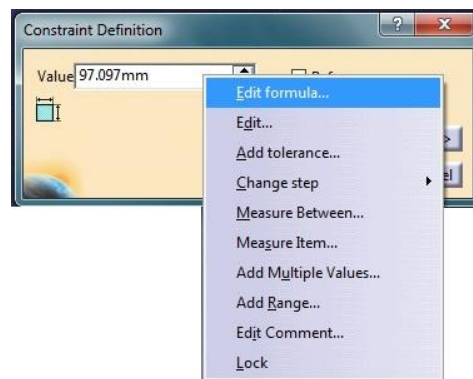 Constraint Definition
Value 97.097mm
Edit formula...
Edit...
Add tolerance...
Change step
Measure Between...
Measure Item...
Add Multiple Values...
Add Range...
Edit Comment...
Lock